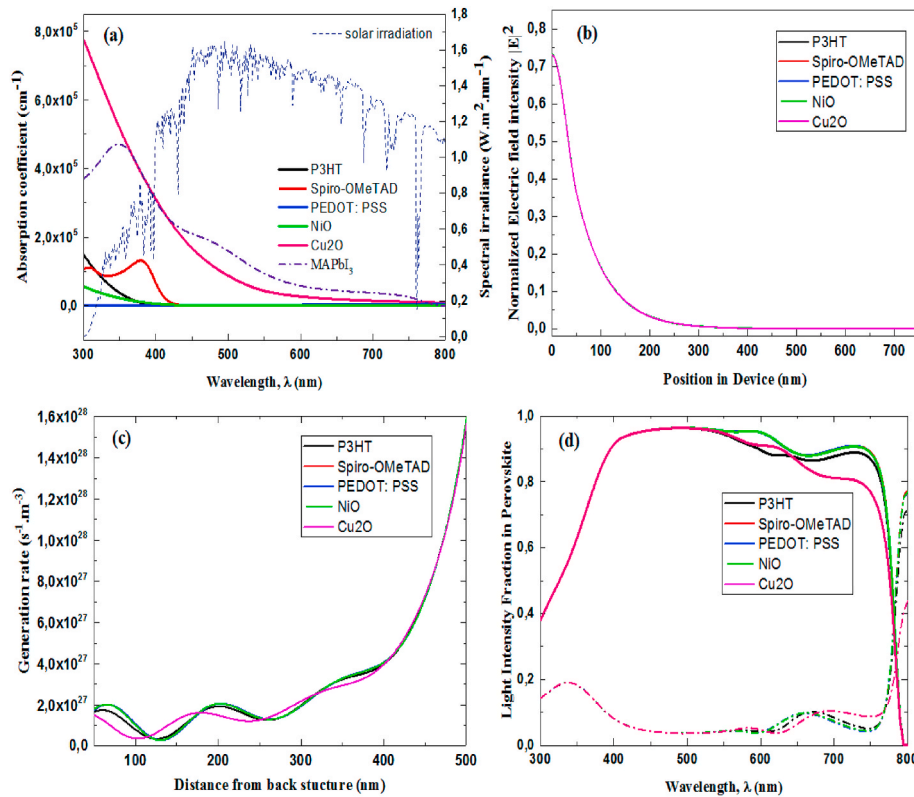 (a)
solar irradiation
8,0x10⁵
6,0x10⁵
4,0x10⁵
2,0x10⁵
0,0
Absorption coefficient (cm⁻¹)
P3HT
Spiro-OMeTAD
PEDOT: PSS
NiO
Cu2O
MAPbI₃
1,8
1,6
1,4
1,2
1,0
0,8
0,6
0,4
0,2
0,0
Spectral irradiance (W.m².nm⁻¹)
300 400 500 600 700 800
Wavelength, λ (nm)
(b)
P3HT
Spiro-OMeTAD
PEDOT: PSS
NiO
Cu2O
0,8
0,7
0,6
0,5
0,4
0,3
0,2
0,1
0,0
Normalized Electric field intensity |E|²
0 100 200 300 400 500 600 700
Position in Device (nm)
(c)
P3HT
Spiro-OMeTAD
PEDOT: PSS
NiO
Cu2O
1,6x10²⁸
1,4x10²⁸
1,2x10²⁸
1,0x10²⁸
8,0x10²⁷
6,0x10²⁷
4,0x10²⁷
2,0x10²⁷
0,0
Generation rate (s⁻¹.m⁻³)
100 200 300 400 500
Distance from back stucture (nm)
(d)
P3HT
Spiro-OMeTAD
PEDOT: PSS
NiO
Cu2O
1,0
0,8
0,6
0,4
0,2
0,0
Light Intensity Fraction in Perovskite
300 400 500 600 700 800
Wavelength, λ (nm)